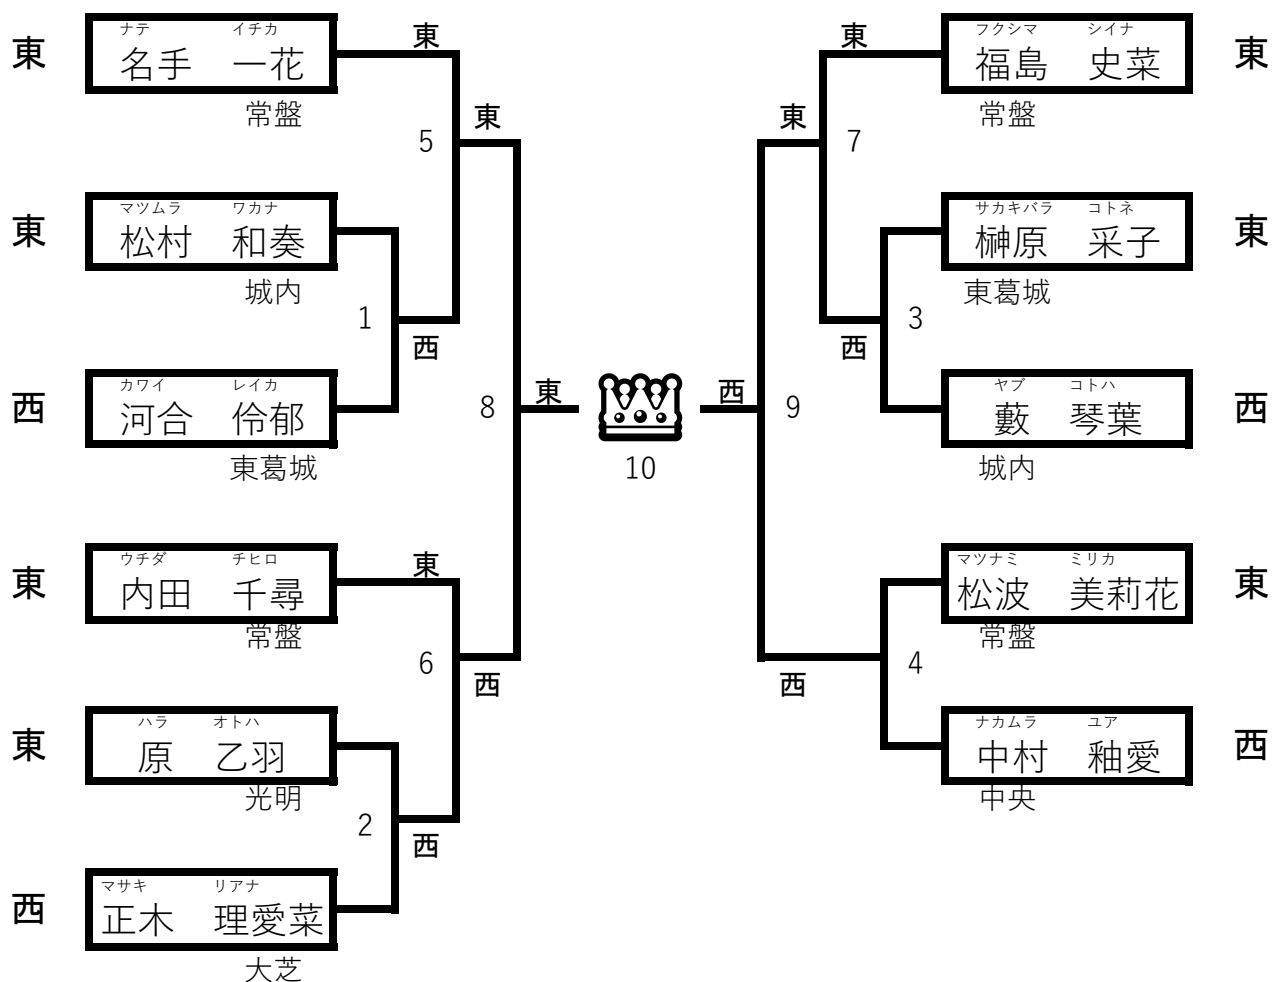 東
ナテ イチカ
名手 一花
常盤
東
マツムラ ワカナ
松村 和奏
城内
西
カワイ レイカ
河合 伶郁
東葛城
東
ウチダ チヒロ
内田 千尋
常盤
東
ハラ オトハ
原 乙羽
光明
西
マサキ リアナ
正木 理愛菜
大芝
東
5
東
1
西
8
東
東
6
西
2
西
10
西
9
東
東
7
西
3
西
4
フクシマ シイナ
福島 史菜
常盤
東
サカキバラ コトネ
榊原 采子
東葛城
東
ヤブ コトハ
藪 琴葉
城内
西
マツナミ ミリカ
松波 美莉花
常盤
東
ナカムラ ユア
中村 釉愛
中央
西